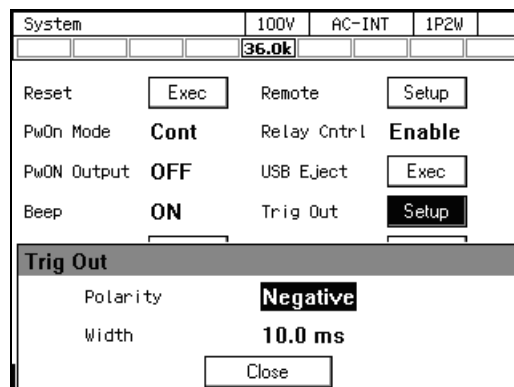 System 100V AC-INT 1P2W
36.0k
Reset Exec Remote Setup
PwOn Mode Cont Relay Cntrl Enable
PwON Output OFF USB Eject Exec
Beep ON Trig Out Setup
Trig Out
Polarity Negative
Width 10.0 ms
Close